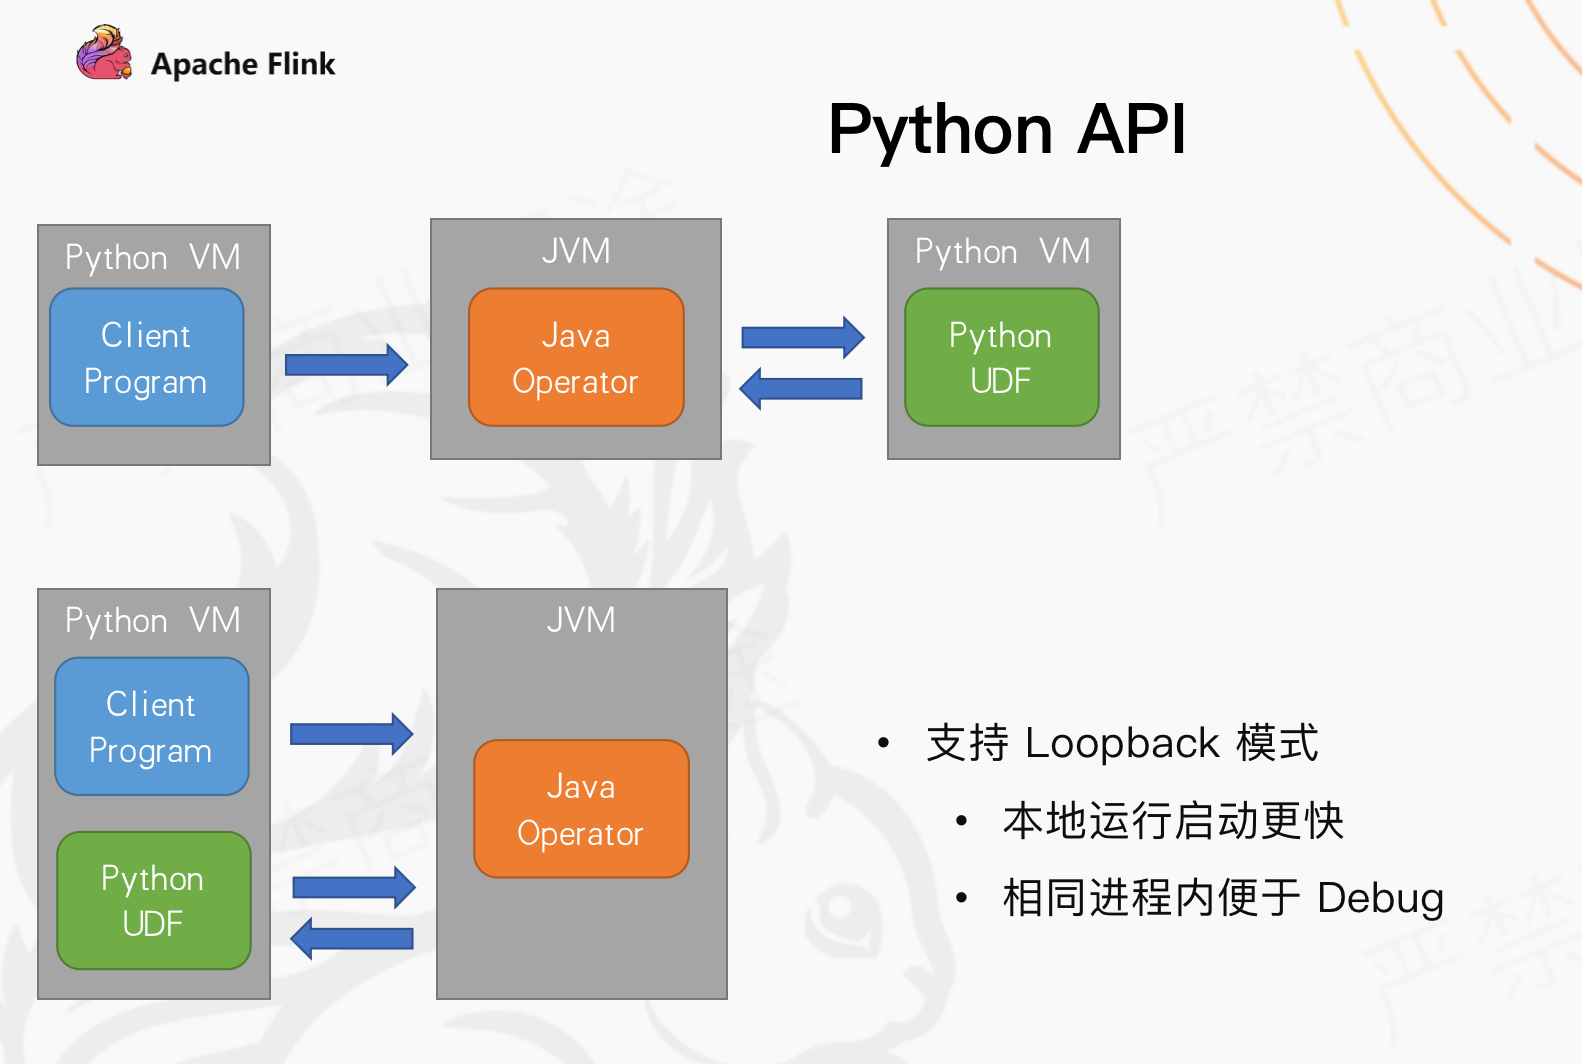 Apache Flink
Python API
Python VM
Client
Program
JVM
Java
Operator
Python VM
Python
UDF
Python VM
Client
Program
Python
UDF
JVM
Java
Operator
• 支持 Loopback 模式
• 本地运行启动更快
• 相同进程内便于 Debug
严禁商业
严禁